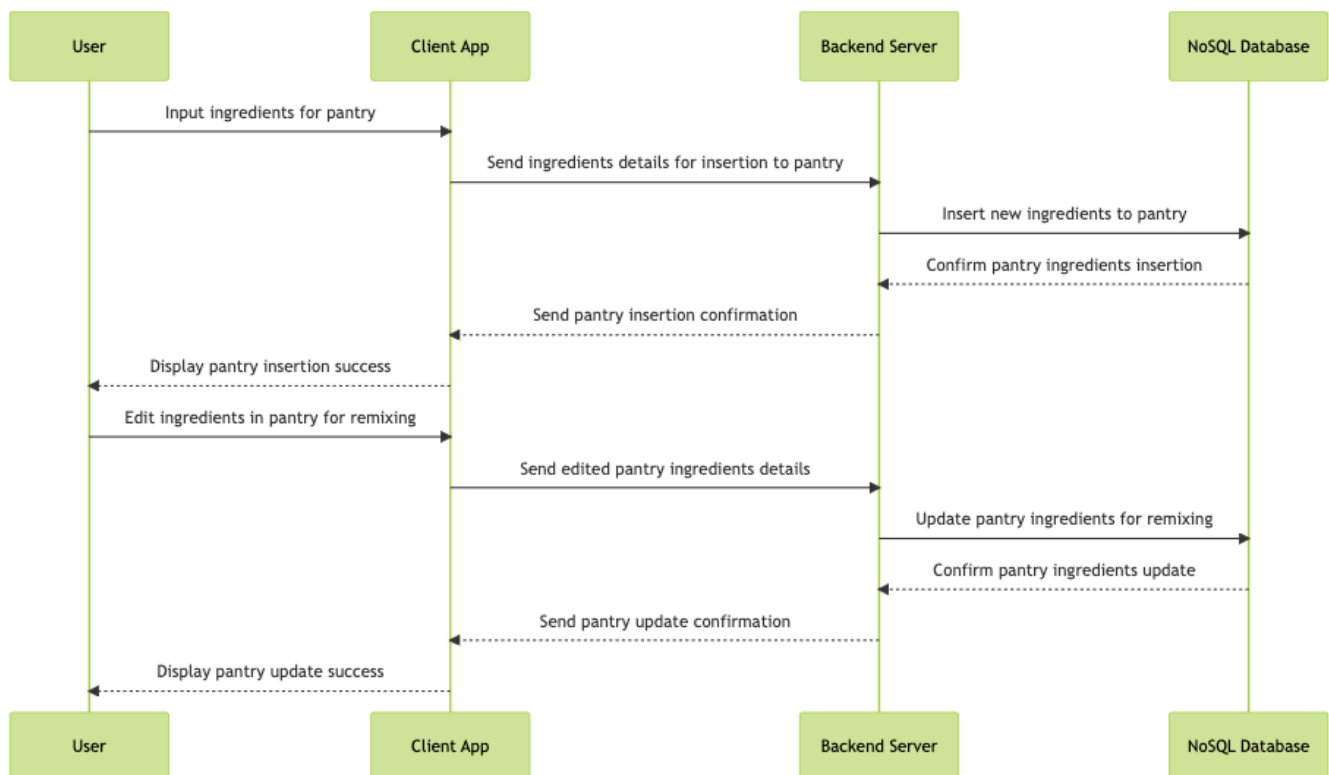 User
Client App
Backend Server
NoSQL Database
Input ingredients for pantry
Send ingredients details for insertion to pantry
Insert new ingredients to pantry
Confirm pantry ingredients insertion
Send pantry insertion confirmation
Display pantry insertion success
Edit ingredients in pantry for remixing
Send edited pantry ingredients details
Update pantry ingredients for remixing
Confirm pantry ingredients update
Send pantry update confirmation
Display pantry update success
User
Client App
Backend Server
NoSQL Database